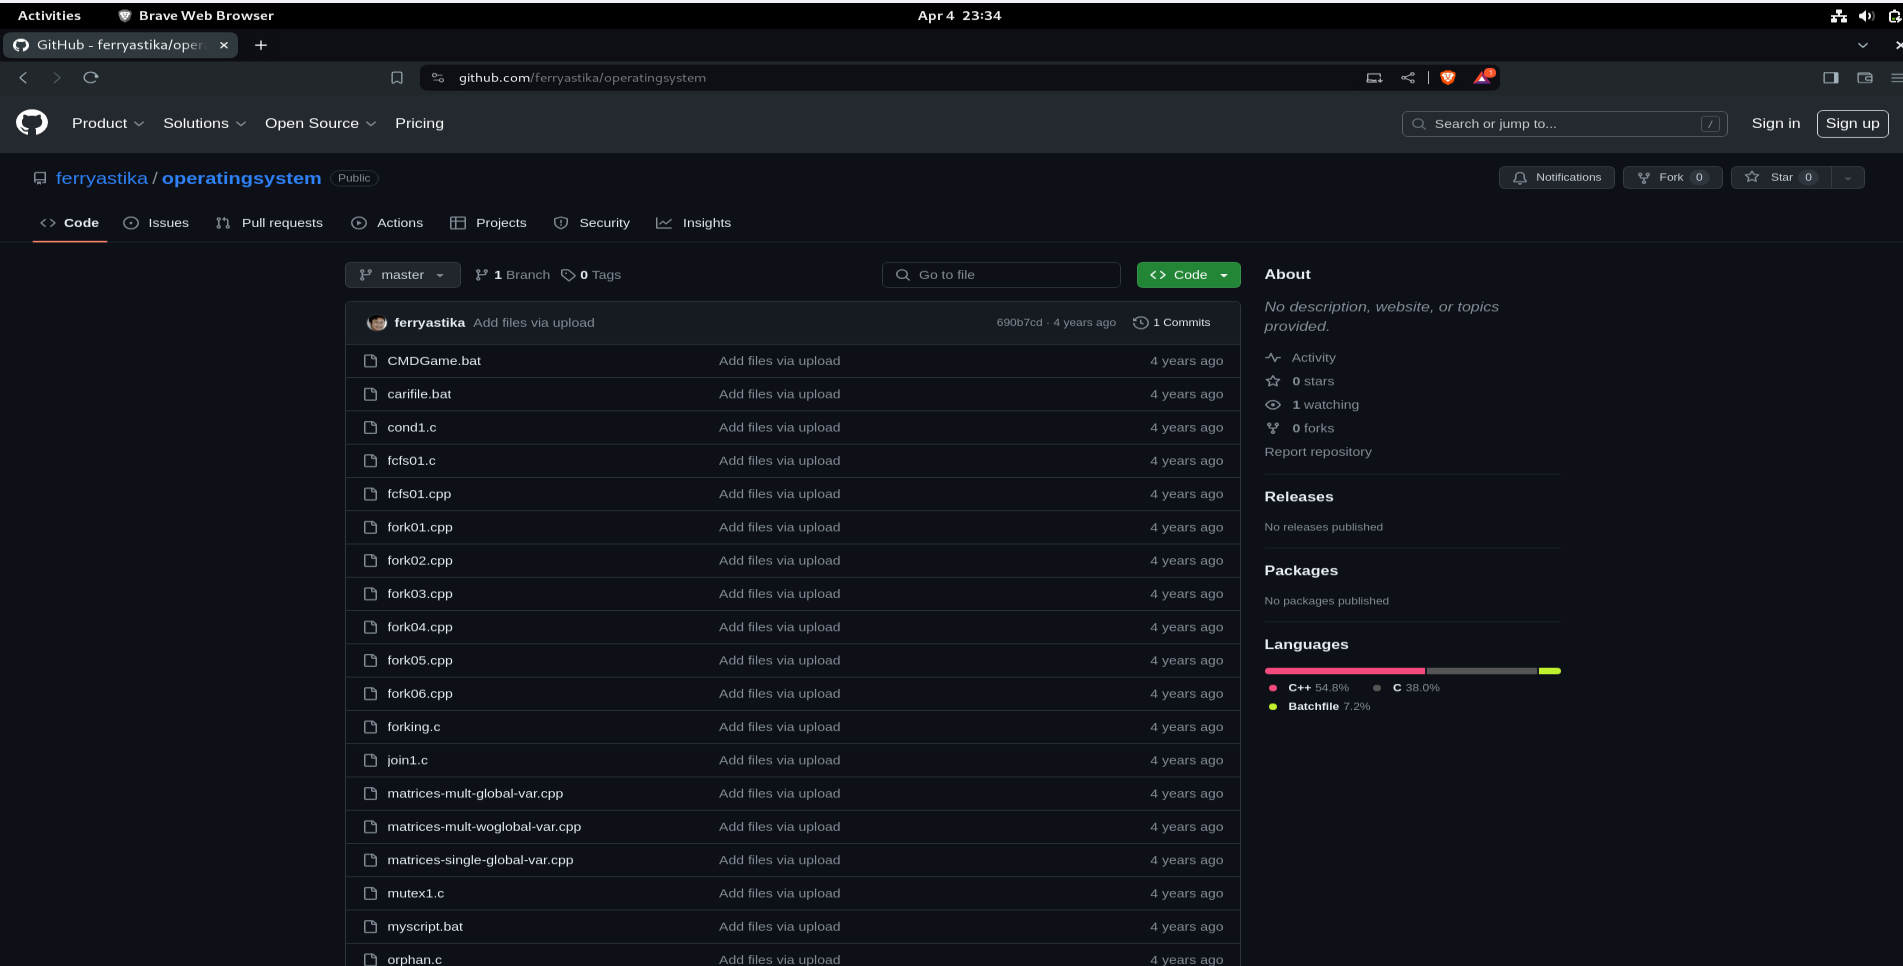 Activities Brave Web Browser Apr 4 23:34
GitHub - ferryastika/oper
github.com/ferryastika/operatingsystem 1
Product Solutions Open Source Pricing Search or jump to... / Sign in Sign up
ferryastika / operatingsystem Public Notifications Fork 0 Star 0
Code Issues Pull requests Actions Projects Security Insights
master 1 Branch 0 Tags Go to file Code
ferryastika Add files via upload 690b7cd · 4 years ago 1 Commits
CMDGame.bat Add files via upload 4 years ago
carifile.bat Add files via upload 4 years ago
cond1.c Add files via upload 4 years ago
fcfs01.c Add files via upload 4 years ago
fcfs01.cpp Add files via upload 4 years ago
fork01.cpp Add files via upload 4 years ago
fork02.cpp Add files via upload 4 years ago
fork03.cpp Add files via upload 4 years ago
fork04.cpp Add files via upload 4 years ago
fork05.cpp Add files via upload 4 years ago
fork06.cpp Add files via upload 4 years ago
forking.c Add files via upload 4 years ago
join1.c Add files via upload 4 years ago
matrices-mult-global-var.cpp Add files via upload 4 years ago
matrices-mult-woglobal-var.cpp Add files via upload 4 years ago
matrices-single-global-var.cpp Add files via upload 4 years ago
mutex1.c Add files via upload 4 years ago
myscript.bat Add files via upload 4 years ago
orphan.c Add files via upload 4 years ago
About
No description, website, or topics
provided.
Activity
0 stars
1 watching
0 forks
Report repository
Releases
No releases published
Packages
No packages published
Languages
C++ 54.8% C 38.0%
Batchfile 7.2%